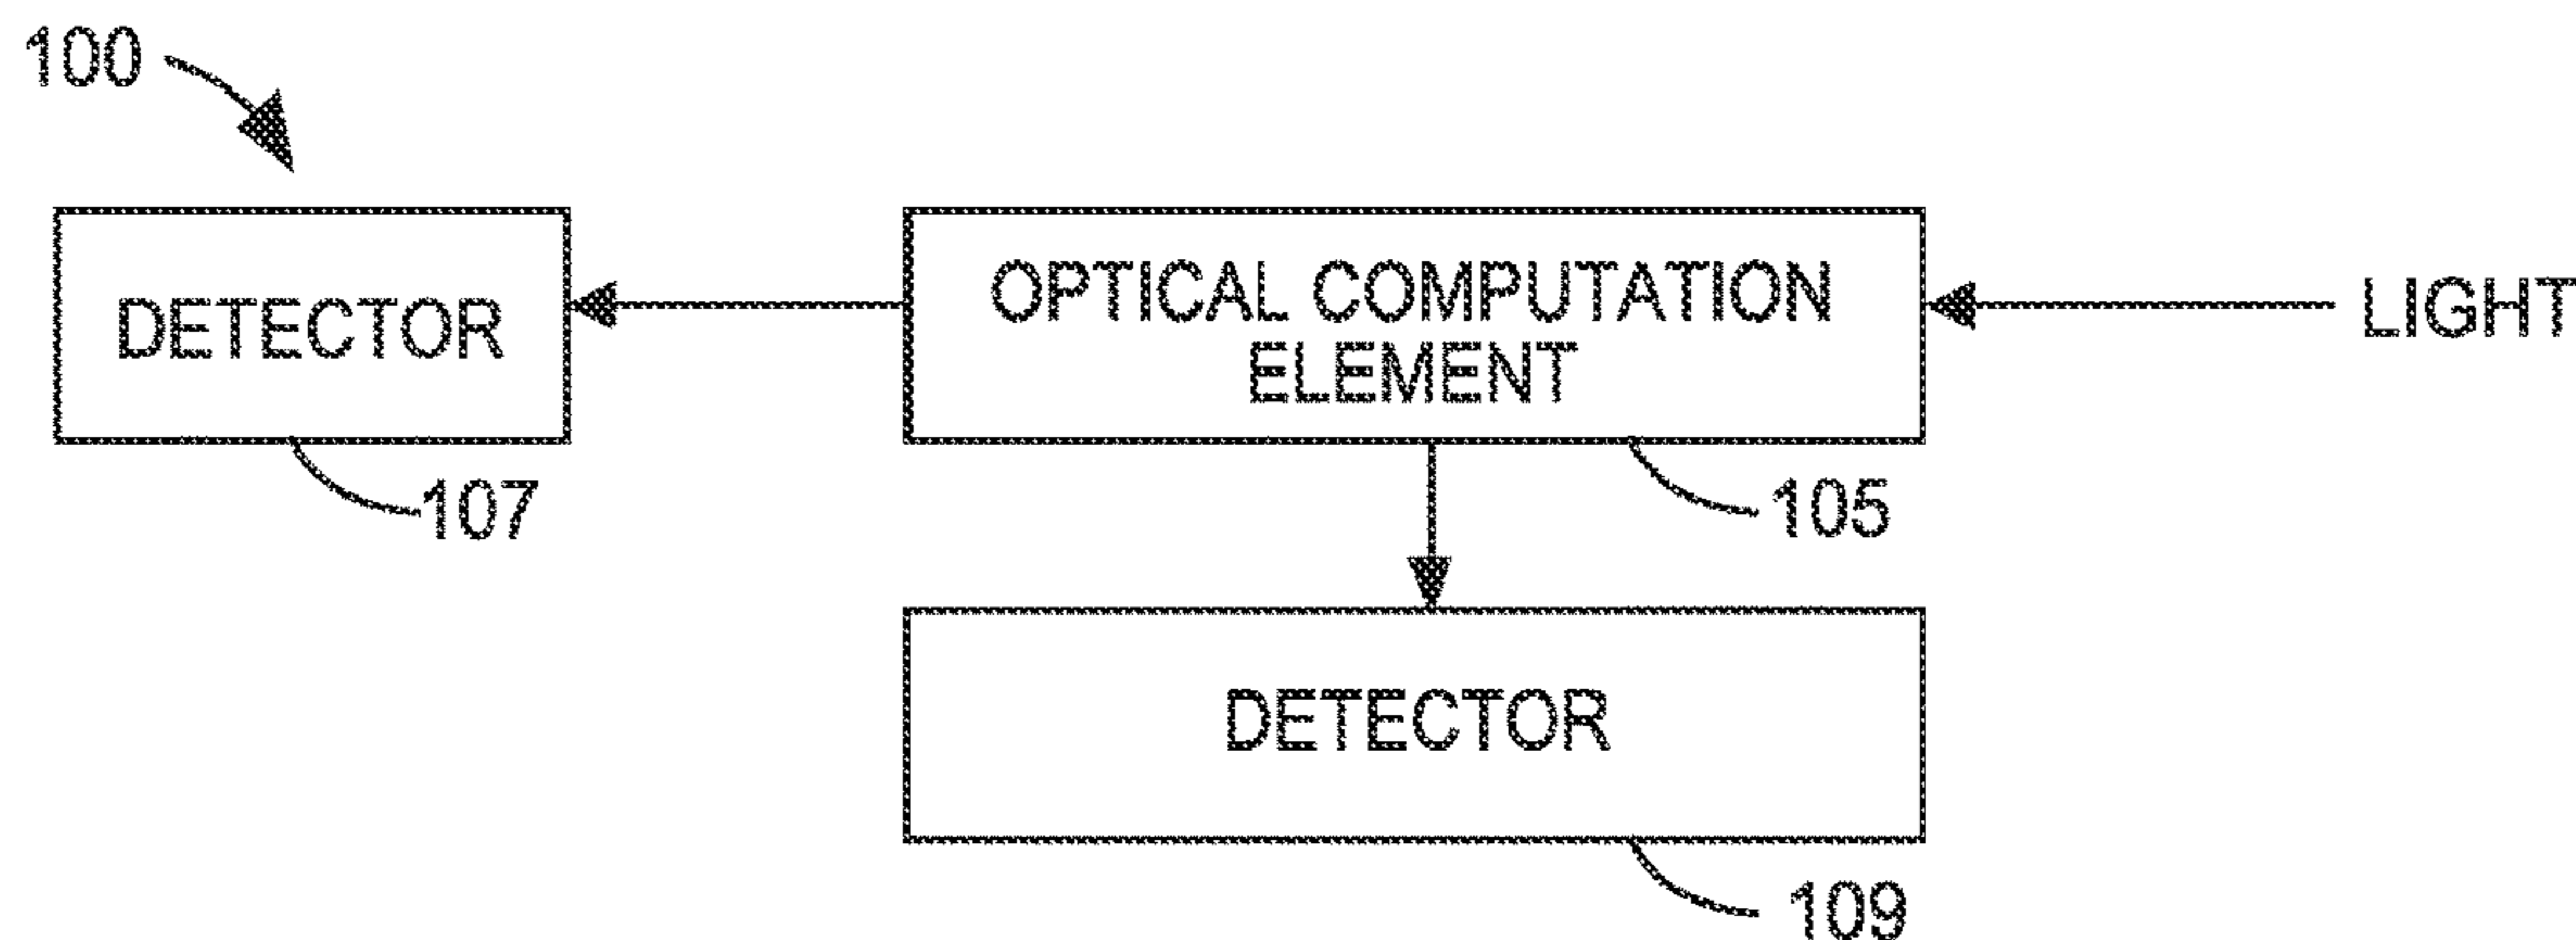 100
DETECTOR
OPTICAL COMPUTATION
ELEMENT
LIGHT
107
105
DETECTOR
109